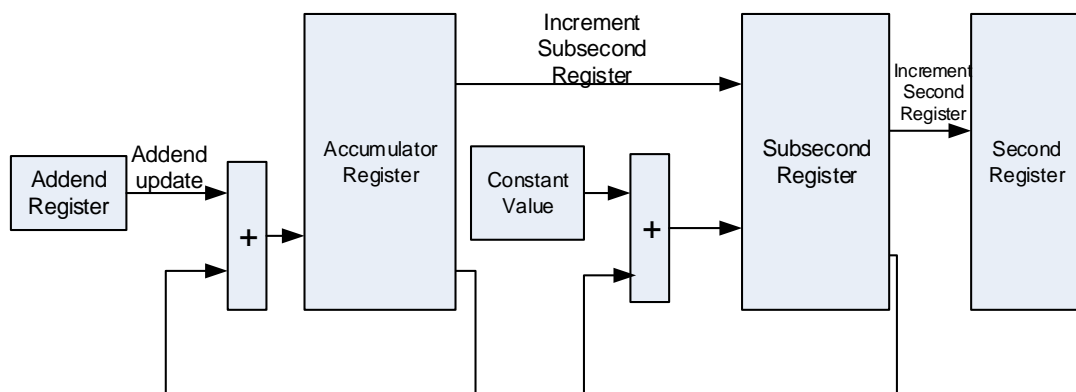 Increment
Subsecond
Register
Increment
Second
Register
Addend
Register
Addend
update
+
Accumulator
Register
Constant
Value
+
Subsecond
Register
Second
Register